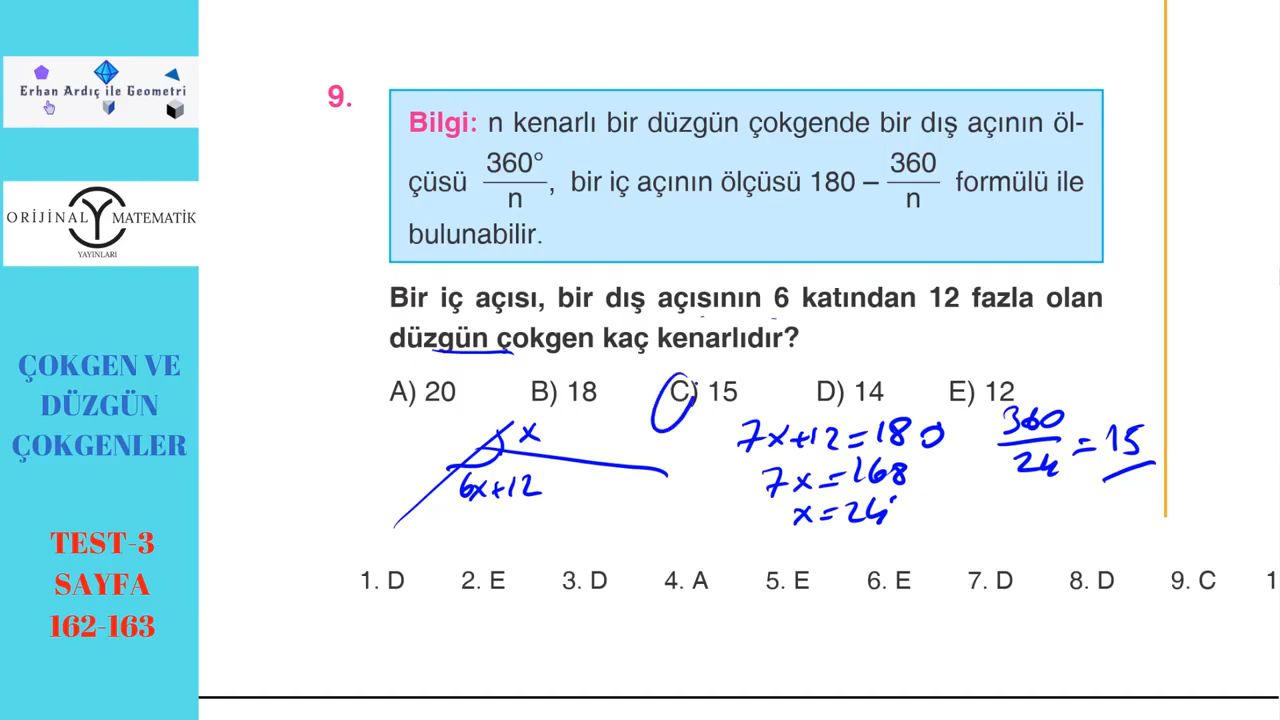 Erhan Ardıç ile Geometri
ORİJİNAL MATEMATİK
YAYINLARI
ÇOKGEN VE
DÜZGÜN
ÇOKGENLER
TEST-3
SAYFA
162-163
9.
Bilgi: n kenarlı bir düzgün çokgende bir dış açının öl-
çüsü 360°/n, bir iç açının ölçüsü 180 – 360/n formülü ile
bulunabilir.
Bir iç açısı, bir dış açısının 6 katından 12 fazla olan
düzgün çokgen kaç kenarlıdır?
A) 20 B) 18 C) 15 D) 14 E) 12
x
6x+12
7x+12=180
7x=168
x=24
360/24=15
1. D 2. E 3. D 4. A 5. E 6. E 7. D 8. D 9. C 1